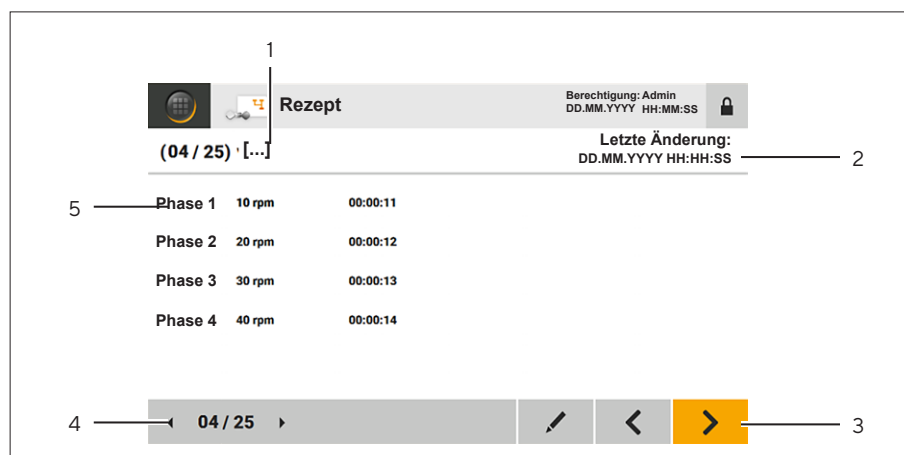 1
Rezept
Berechtigung: Admin
DD.MM.YYYY HH:MM:SS
(04 / 25) [...]
Letzte Änderung:
DD.MM.YYYY HH:HH:SS
2
5
Phase 1 10 rpm 00:00:11
Phase 2 20 rpm 00:00:12
Phase 3 30 rpm 00:00:13
Phase 4 40 rpm 00:00:14
4
04 / 25
3